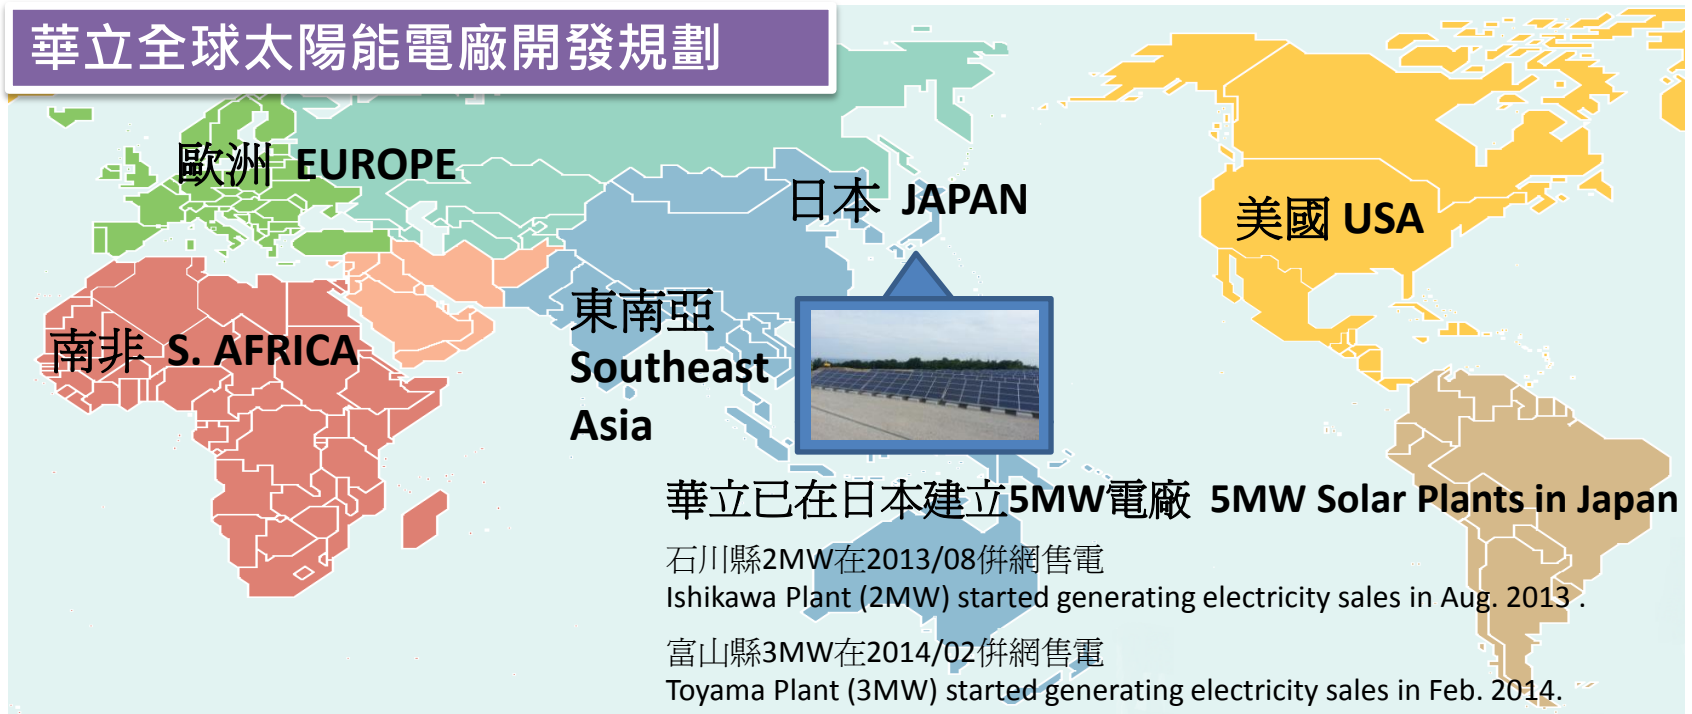 華立全球太陽能電廠開發規劃
歐洲 EUROPE
日本 JAPAN
美國 USA
南非 S. AFRICA
東南亞
Southeast
Asia
華立已在日本建立5MW電廠 5MW Solar Plants in Japan
石川縣2MW在2013/08併網售電
Ishikawa Plant (2MW) started generating electricity sales in Aug. 2013 .
富山縣3MW在2014/02併網售電
Toyama Plant (3MW) started generating electricity sales in Feb. 2014.